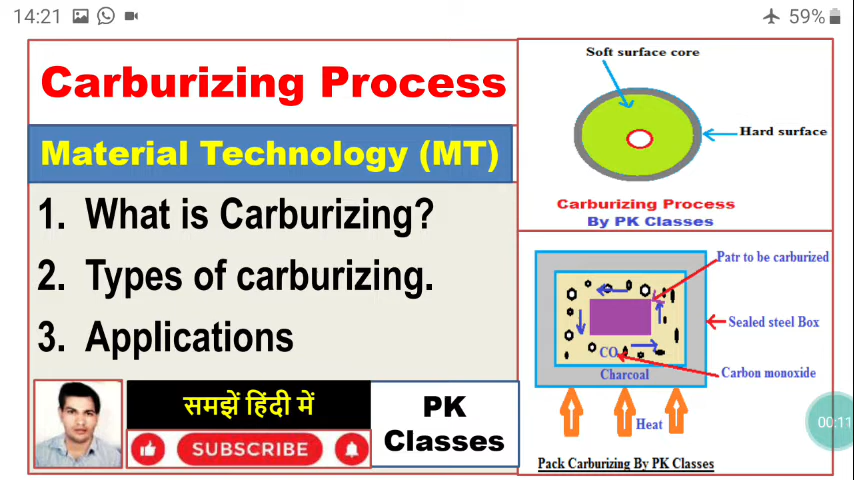 14:21
59%
Carburizing Process
Material Technology (MT)
1. What is Carburizing?
2. Types of carburizing.
3. Applications
समझें हिंदी में
SUBSCRIBE
PK
Classes
Soft surface core
Hard surface
Carburizing Process
By PK Classes
Patr to be carburized
Sealed steel Box
CO
Carbon monoxide
Charcoal
Heat
00:11
Pack Carburizing By PK Classes